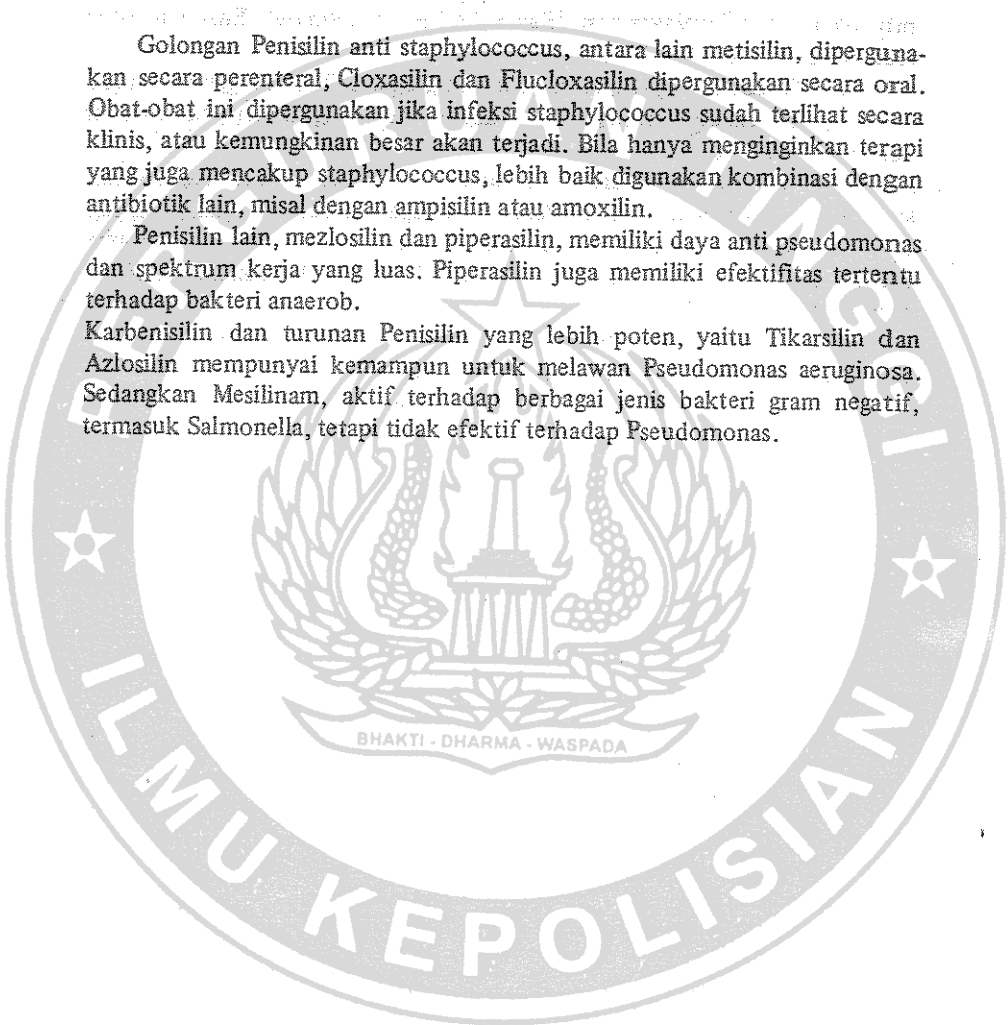 Golongan Penisilin anti staphylococcus, antara lain metisilin, diperguna-
kan secara perenteral, Cloxasilin dan Flucloxasilin dipergunakan secara oral.
Obat-obat ini dipergunakan jika infeksi staphylococcus sudah terlihat secara
klinis, atau kemungkinan besar akan terjadi. Bila hanya menginginkan terapi
yang juga mencakup staphylococcus, lebih baik digunakan kombinasi dengan
antibiotik lain, misal dengan ampisilin atau amoxilin.
Penisilin lain, mezlosilin dan piperasilin, memiliki daya anti pseudomonas
dan spektrum kerja yang luas. Piperasilin juga memiliki efektifitas tertentu
terhadap bakteri anaerob.
Karbenisilin dan turunan Penisilin yang lebih poten, yaitu Tikarsilin dan
Azlosilin mempunyai kemampun untuk melawan Pseudomonas aeruginosa.
Sedangkan Mesilinam, aktif terhadap berbagai jenis bakteri gram negatif,
termasuk Salmonella, tetapi tidak efektif terhadap Pseudomonas.
PERGURUAN TINGGI
BHAKTI - DHARMA - WASPADA
ILMU KEPOLISIAN